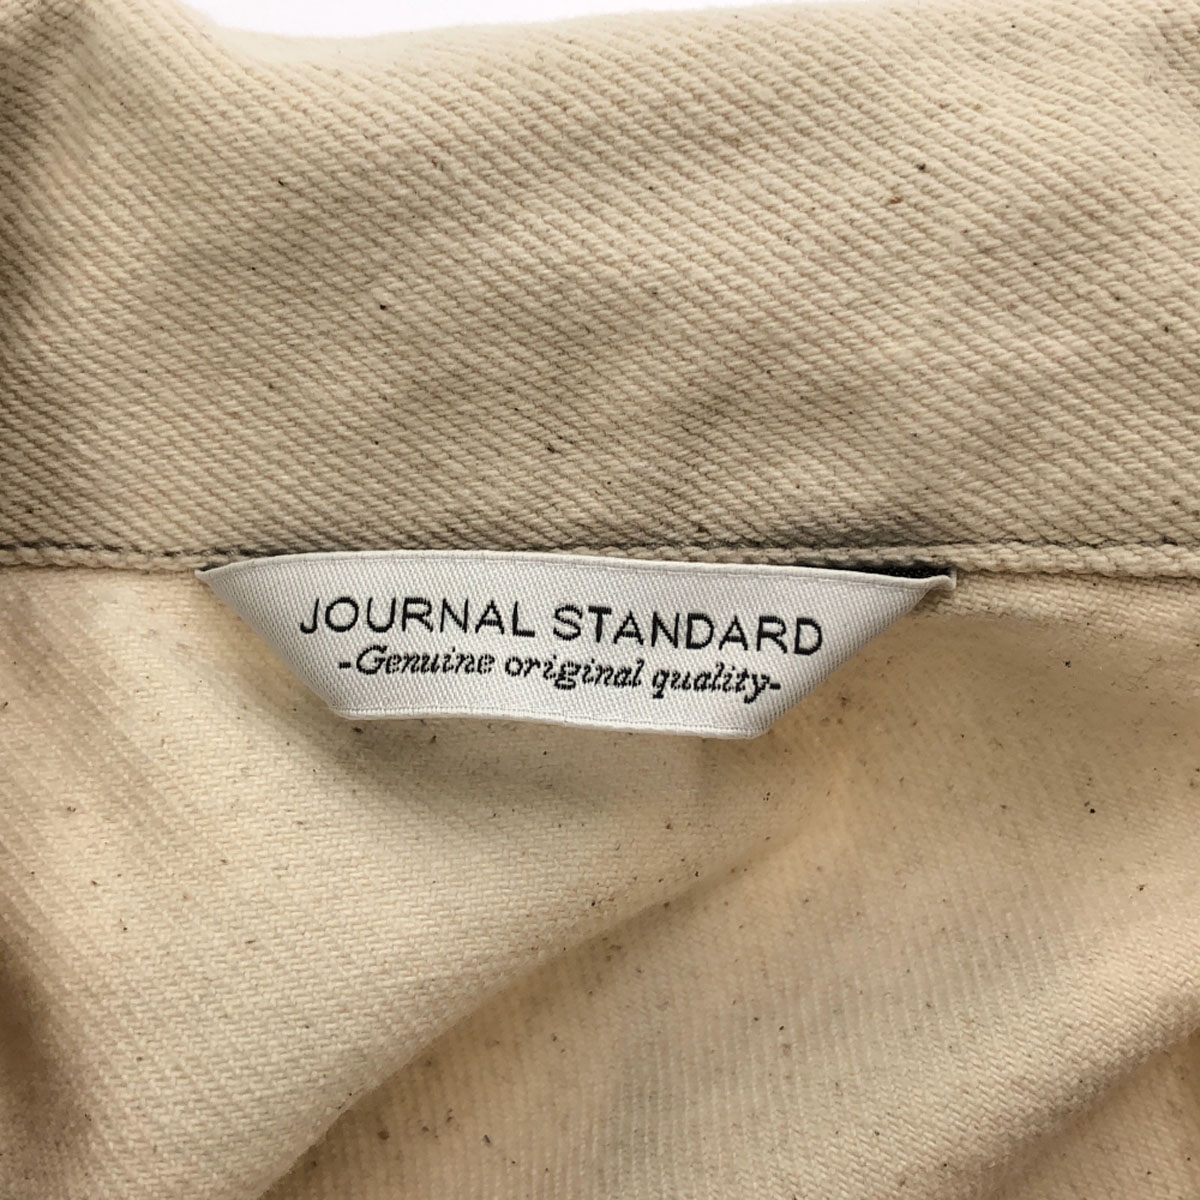 JOURNAL STANDARD
-Genuine original quality-